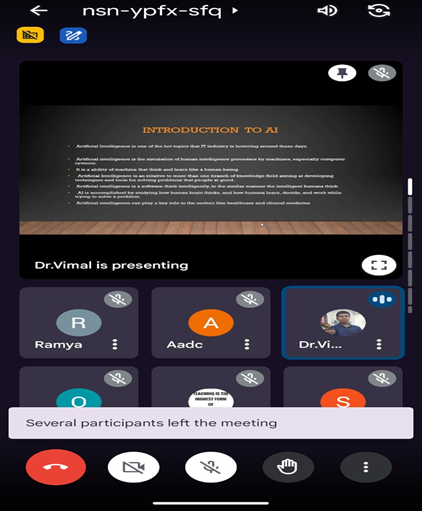 nsn-ypfx-sfq
INTRODUCTION TO AI
Artificial Intelligence is one of the hot topics that IT industry is hovering around these days.
Artificial intelligence is the simulation of human intelligence processes by machines, especially computer
systems.
It is a ability of machine that think and learn like a human being.
Artificial Intelligence is an relative to more than one branch of knowledge field aiming at developing
techniques and tools for solving problems that people at good.
Artificial intelligence is a software think intelligently, in the similar manner the intelligent humans think.
AI is accomplished by studying how human brain thinks, and how humans learn, decide, and work while
trying to solve a problem.
Artificial intelligence can play a key role in the sectors like healthcare and clinical medicine
Dr.Vimal is presenting
R
A
Ramya
Aadc
Dr.Vi...
O
TEACHING IS THE
HIGHEST FORM
OF
S
Several participants left the meeting